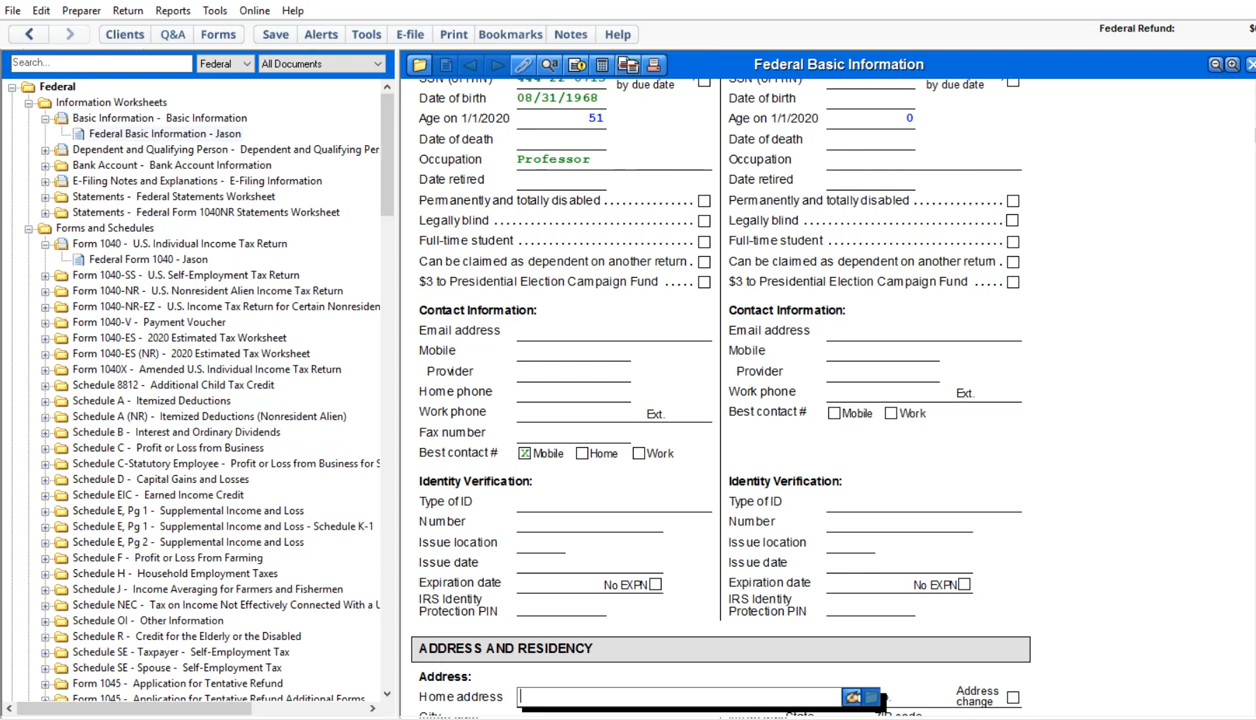 File Edit Preparer Return Reports Tools Online Help
Federal Refund:
Clients Q&A Forms Save Alerts Tools E-file Print Bookmarks Notes Help
Search... Federal All Documents
Federal Basic Information
Federal
Information Worksheets
Basic Information - Basic Information
Federal Basic Information - Jason
Dependent and Qualifying Person - Dependent and Qualifying Per
Bank Account - Bank Account Information
E-Filing Notes and Explanations - E-Filing Information
Statements - Federal Statements Worksheet
Statements - Federal Form 1040NR Statements Worksheet
Forms and Schedules
Form 1040 - U.S. Individual Income Tax Return
Federal Form 1040 - Jason
Form 1040-SS - U.S. Self-Employment Tax Return
Form 1040-NR - U.S. Nonresident Alien Income Tax Return
Form 1040-NR-EZ - U.S. Income Tax Return for Certain Nonresiden
Form 1040-V - Payment Voucher
Form 1040-ES - 2020 Estimated Tax Worksheet
Form 1040-ES (NR) - 2020 Estimated Tax Worksheet
Form 1040X - Amended U.S. Individual Income Tax Return
Schedule 8812 - Additional Child Tax Credit
Schedule A - Itemized Deductions
Schedule A (NR) - Itemized Deductions (Nonresident Alien)
Schedule B - Interest and Ordinary Dividends
Schedule C - Profit or Loss from Business
Schedule C-Statutory Employee - Profit or Loss from Business for S
Schedule D - Capital Gains and Losses
Schedule EIC - Earned Income Credit
Schedule E, Pg 1 - Supplemental Income and Loss
Schedule E, Pg 1 - Supplemental Income and Loss - Schedule K-1
Schedule E, Pg 2 - Supplemental Income and Loss
Schedule F - Profit or Loss From Farming
Schedule H - Household Employment Taxes
Schedule J - Income Averaging for Farmers and Fishermen
Schedule NEC - Tax on Income Not Effectively Connected With a U
Schedule OI - Other Information
Schedule R - Credit for the Elderly or the Disabled
Schedule SE - Taxpayer - Self-Employment Tax
Schedule SE - Spouse - Self-Employment Tax
Form 1045 - Application for Tentative Refund
Form 1045 - Application for Tentative Refund Additional Forms
by due date by due date
Date of birth 08/31/1968 Date of birth
Age on 1/1/2020 51 Age on 1/1/2020 0
Date of death Date of death
Occupation Professor Occupation
Date retired Date retired
Permanently and totally disabled Permanently and totally disabled
Legally blind Legally blind
Full-time student Full-time student
Can be claimed as dependent on another return . Can be claimed as dependent on another return .
$3 to Presidential Election Campaign Fund ..... $3 to Presidential Election Campaign Fund .....
Contact Information: Contact Information:
Email address Email address
Mobile Mobile
Provider Provider
Home phone Work phone Ext.
Work phone Ext. Best contact # Mobile Work
Fax number
Best contact # X Mobile Home Work
Identity Verification: Identity Verification:
Type of ID Type of ID
Number Number
Issue location Issue location
Issue date Issue date
Expiration date No EXPN Expiration date No EXPN
IRS Identity IRS Identity
Protection PIN Protection PIN
ADDRESS AND RESIDENCY
Address:
Home address Address
change